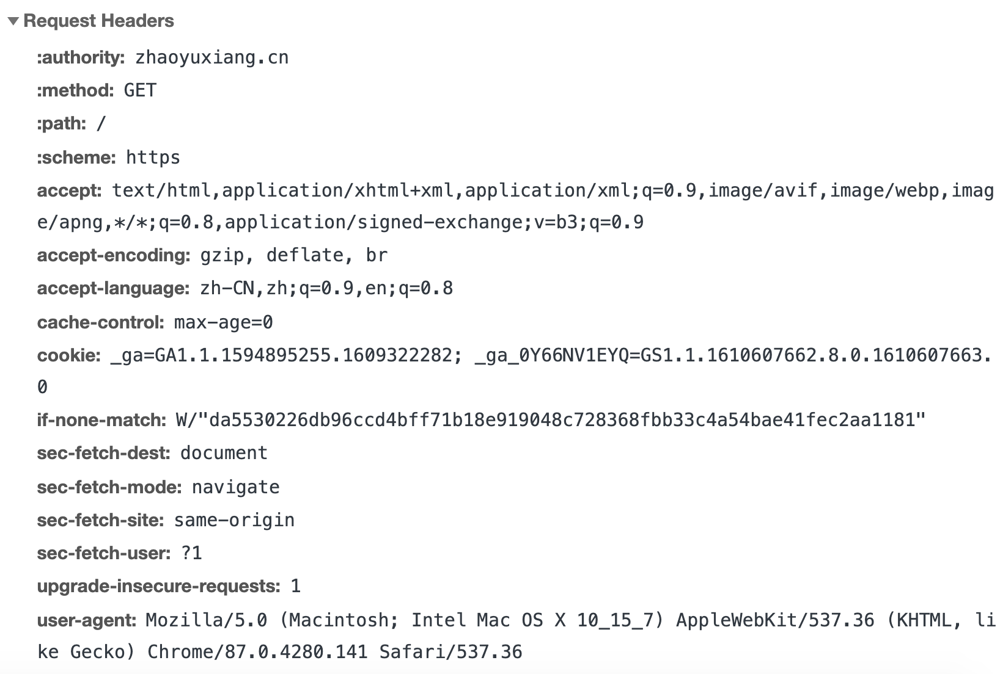 Request Headers
:authority: zhaoyuxiang.cn
:method: GET
:path: /
:scheme: https
accept: text/html,application/xhtml+xml,application/xml;q=0.9,image/avif,image/webp,imag
e/apng,*/*;q=0.8,application/signed-exchange;v=b3;q=0.9
accept-encoding: gzip, deflate, br
accept-language: zh-CN,zh;q=0.9,en;q=0.8
cache-control: max-age=0
cookie: _ga=GA1.1.1594895255.1609322282; _ga_0Y66NV1EYQ=GS1.1.1610607662.8.0.1610607663.
0
if-none-match: W/"da5530226db96ccd4bff71b18e919048c728368fbb33c4a54bae41fec2aa1181"
sec-fetch-dest: document
sec-fetch-mode: navigate
sec-fetch-site: same-origin
sec-fetch-user: ?1
upgrade-insecure-requests: 1
user-agent: Mozilla/5.0 (Macintosh; Intel Mac OS X 10_15_7) AppleWebKit/537.36 (KHTML, li
ke Gecko) Chrome/87.0.4280.141 Safari/537.36